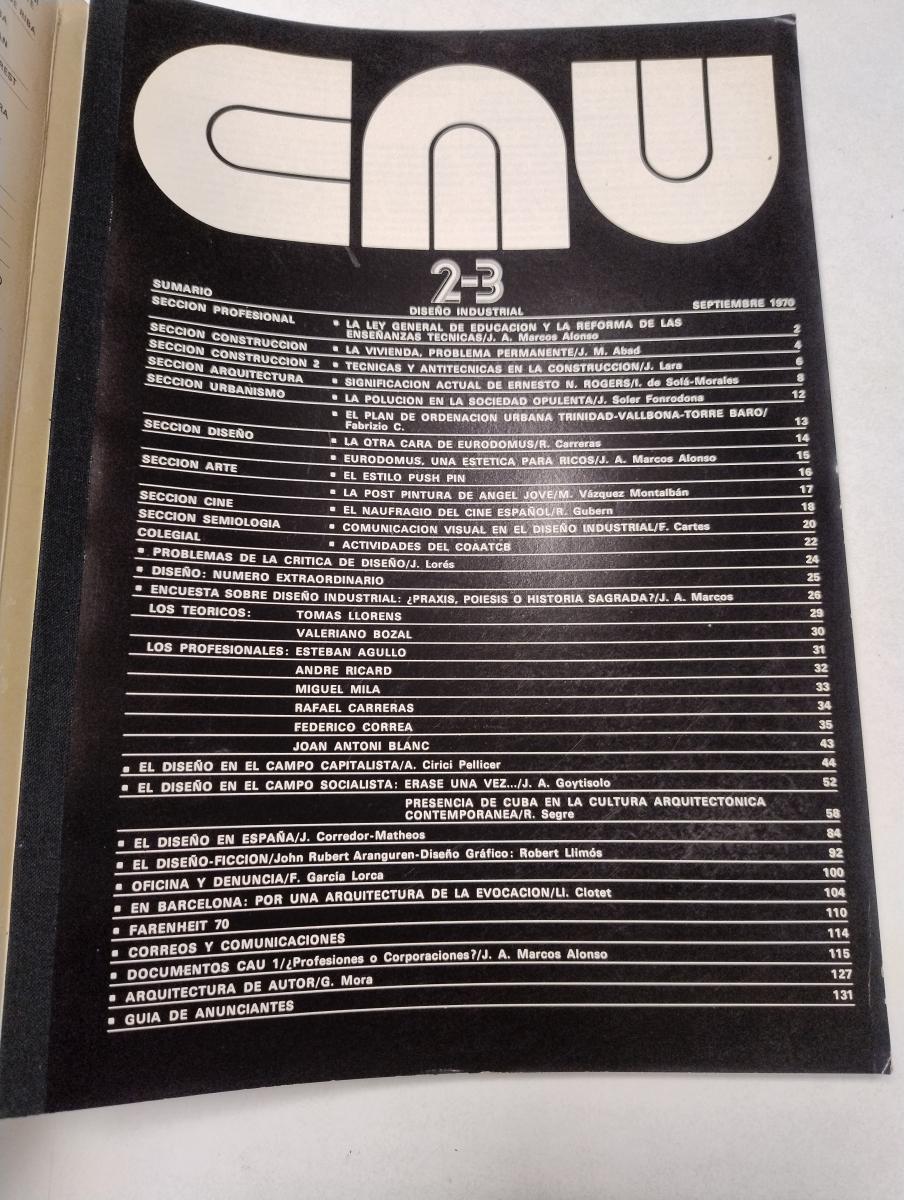 E RIBA
AN
REST
RA
CAU
2-3
SUMARIO
DISEÑO INDUSTRIAL
SEPTIEMBRE 1970
SECCION PROFESIONAL
▪ LA LEY GENERAL DE EDUCACION Y LA REFORMA DE LAS
ENSEÑANZAS TECNICAS/J. A. Marcos Alonso 2
SECCION CONSTRUCCION ▪ LA VIVIENDA, PROBLEMA PERMANENTE/J. M. Abad 4
SECCION CONSTRUCCION 2 ▪ TECNICAS Y ANTITECNICAS EN LA CONSTRUCCION/J. Lara 6
SECCION ARQUITECTURA ▪ SIGNIFICACION ACTUAL DE ERNESTO N. ROGERS/I. de Solá-Morales 8
SECCION URBANISMO ▪ LA POLUCION EN LA SOCIEDAD OPULENTA/J. Soler Fonrodona 12
▪ EL PLAN DE ORDENACION URBANA TRINIDAD-VALLBONA-TORRE BARO/
Fabrizio C. 13
SECCION DISEÑO ▪ LA OTRA CARA DE EURODOMUS/R. Carreras 14
▪ EURODOMUS, UNA ESTETICA PARA RICOS/J. A. Marcos Alonso 15
SECCION ARTE ▪ EL ESTILO PUSH PIN 16
▪ LA POST PINTURA DE ANGEL JOVE/M. Vázquez Montalbán 17
SECCION CINE ▪ EL NAUFRAGIO DEL CINE ESPAÑOL/R. Gubern 18
SECCION SEMIOLOGIA ▪ COMUNICACION VISUAL EN EL DISEÑO INDUSTRIAL/F. Cartes 20
COLEGIAL ▪ ACTIVIDADES DEL COAATCB 22
▪ PROBLEMAS DE LA CRITICA DE DISEÑO/J. Lorés 24
▪ DISEÑO: NUMERO EXTRAORDINARIO 25
▪ ENCUESTA SOBRE DISEÑO INDUSTRIAL: ¿PRAXIS, POIESIS O HISTORIA SAGRADA?/J. A. Marcos 26
LOS TEORICOS: TOMAS LLORENS 29
VALERIANO BOZAL 30
LOS PROFESIONALES: ESTEBAN AGULLO 31
ANDRE RICARD 32
MIGUEL MILA 33
RAFAEL CARRERAS 34
FEDERICO CORREA 35
JOAN ANTONI BLANC 43
▪ EL DISEÑO EN EL CAMPO CAPITALISTA/A. Cirici Pellicer 44
▪ EL DISEÑO EN EL CAMPO SOCIALISTA: ERASE UNA VEZ.../J. A. Goytisolo 52
PRESENCIA DE CUBA EN LA CULTURA ARQUITECTONICA
CONTEMPORANEA/R. Segre 58
▪ EL DISEÑO EN ESPAÑA/J. Corredor-Matheos 84
▪ EL DISEÑO-FICCION/John Rubert Aranguren-Diseño Gráfico: Robert Llimós 92
▪ OFICINA Y DENUNCIA/F. García Lorca 100
▪ EN BARCELONA: POR UNA ARQUITECTURA DE LA EVOCACION/Ll. Clotet 104
▪ FARENHEIT 70 110
▪ CORREOS Y COMUNICACIONES 114
▪ DOCUMENTOS CAU 1/¿Profesiones o Corporaciones?/J. A. Marcos Alonso 115
▪ ARQUITECTURA DE AUTOR/G. Mora 127
▪ GUIA DE ANUNCIANTES 131